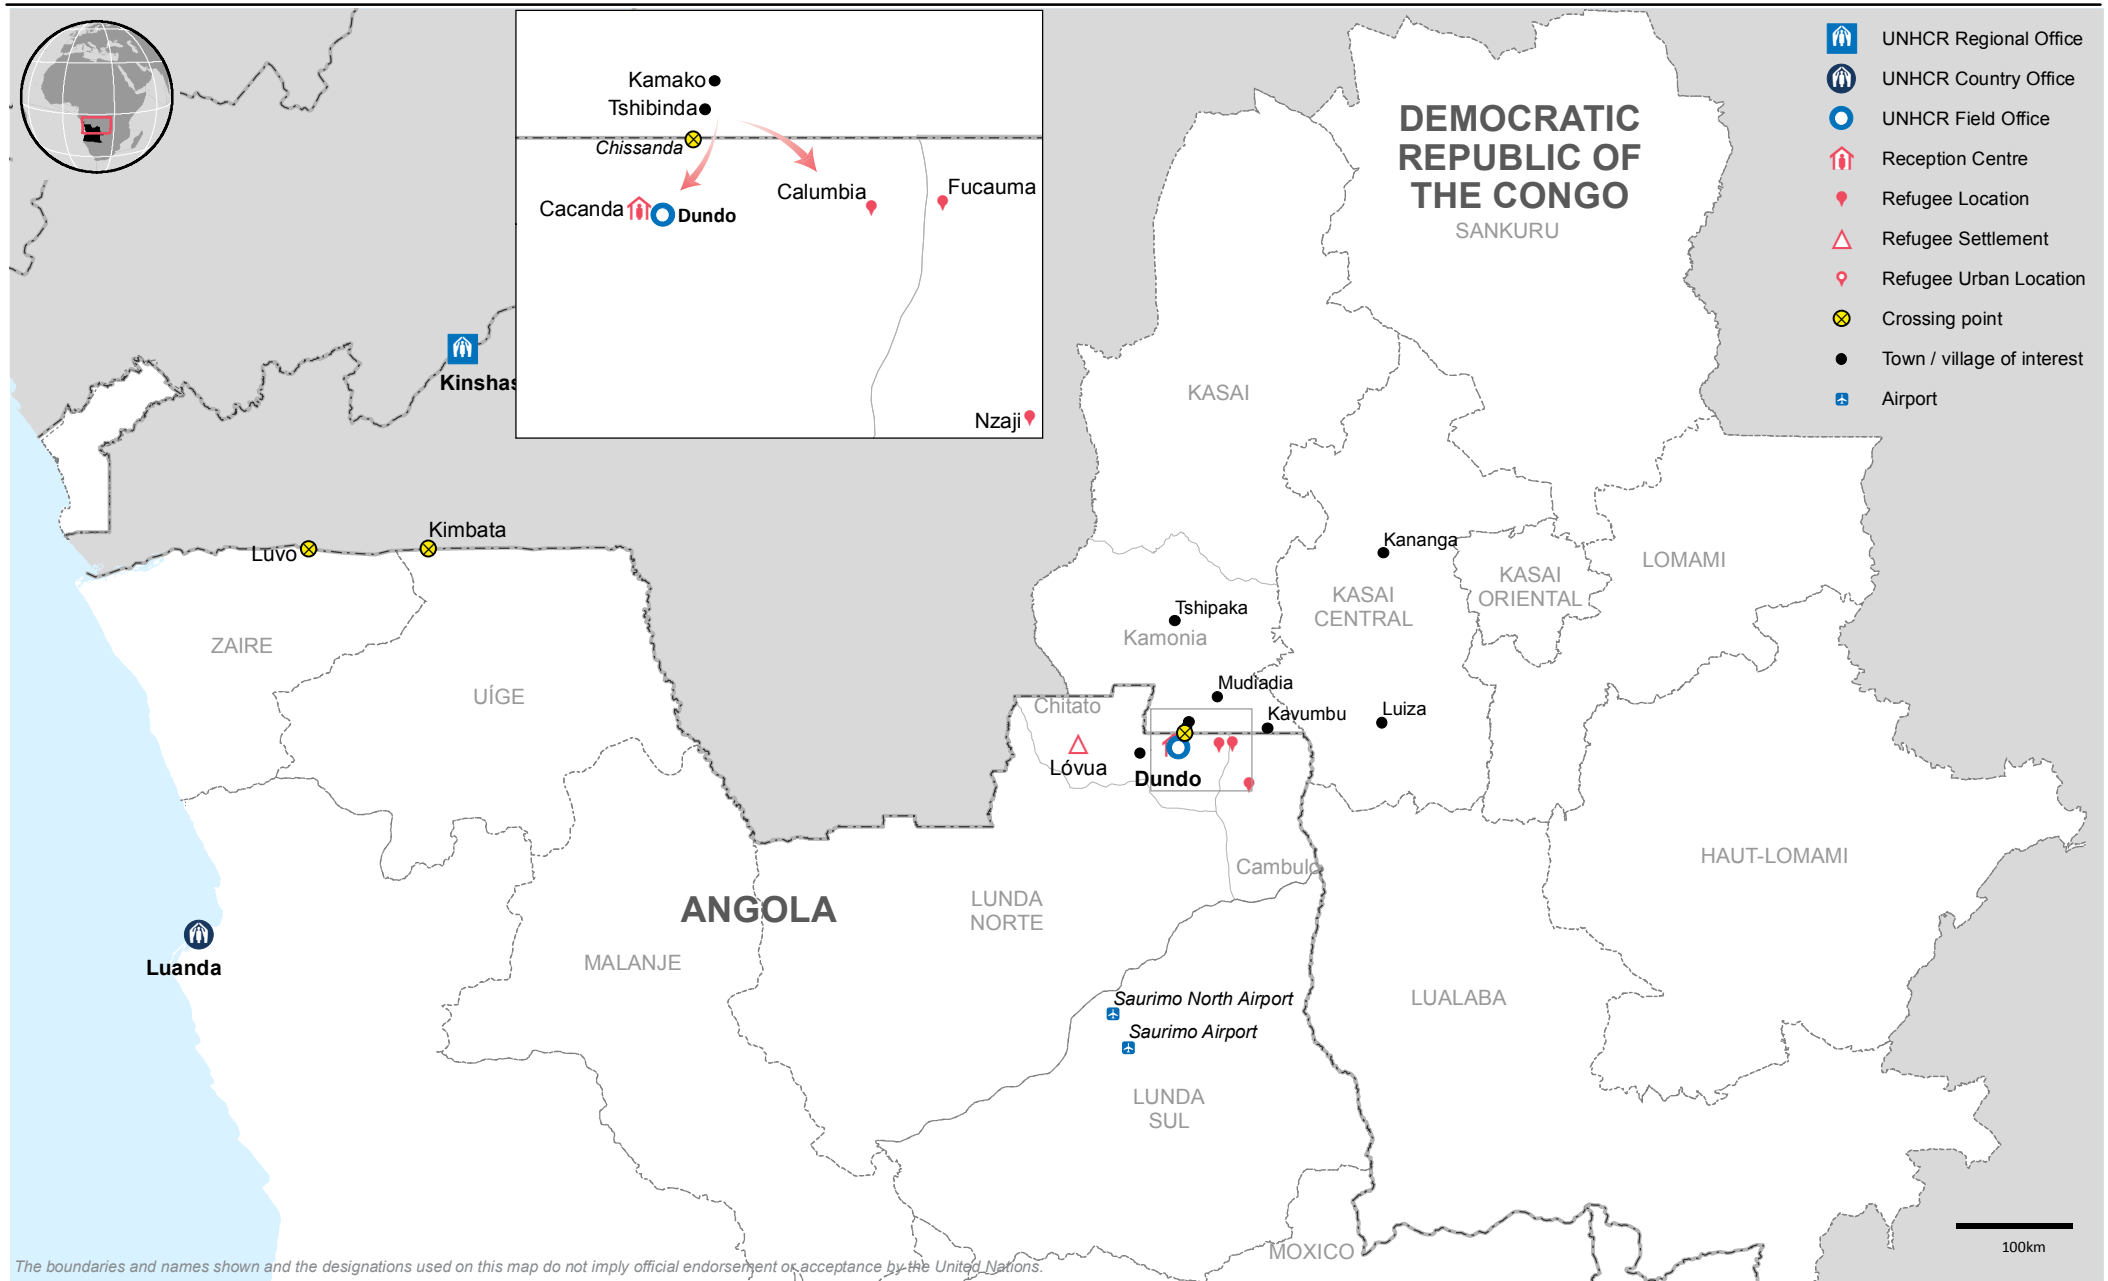 Kamako
Tshibinda
Chissanda
Cacanda
Dundo
Calumbia
Fucauma
Nzaji
UNHCR Regional Office
UNHCR Country Office
UNHCR Field Office
Reception Centre
Refugee Location
Refugee Settlement
Refugee Urban Location
Crossing point
Town / village of interest
Airport
DEMOCRATIC
REPUBLIC OF
THE CONGO
SANKURU
Kinshas
KASAI
Luvo
Kimbata
Kananga
KASAI
CENTRAL
KASAI
ORIENTAL
LOMAMI
Tshipaka
Kamonia
ZAIRE
UÍGE
Mudiadia
Chitato
Kavumbu
Luiza
Lóvua
Dundo
Cambulo
HAUT-LOMAMI
ANGOLA
LUNDA
NORTE
MALANJE
Luanda
Saurimo North Airport
Saurimo Airport
LUALABA
LUNDA
SUL
MOXICO
100km
The boundaries and names shown and the designations used on this map do not imply official endorsement or acceptance by the United Nations.